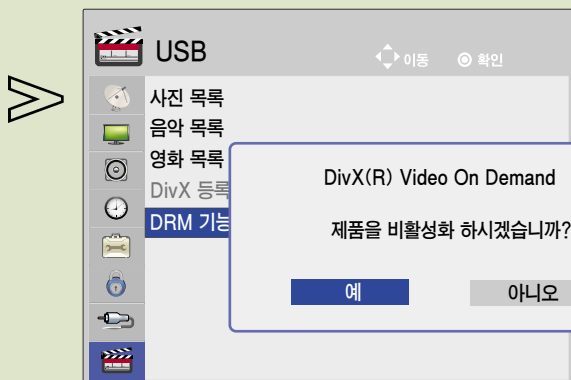 USB
이동 확인
사진 목록
음악 목록
영화 목록
DivX 등록
DRM 기능
DivX(R) Video On Demand
제품을 비활성화 하시겠습니까?
예 아니오